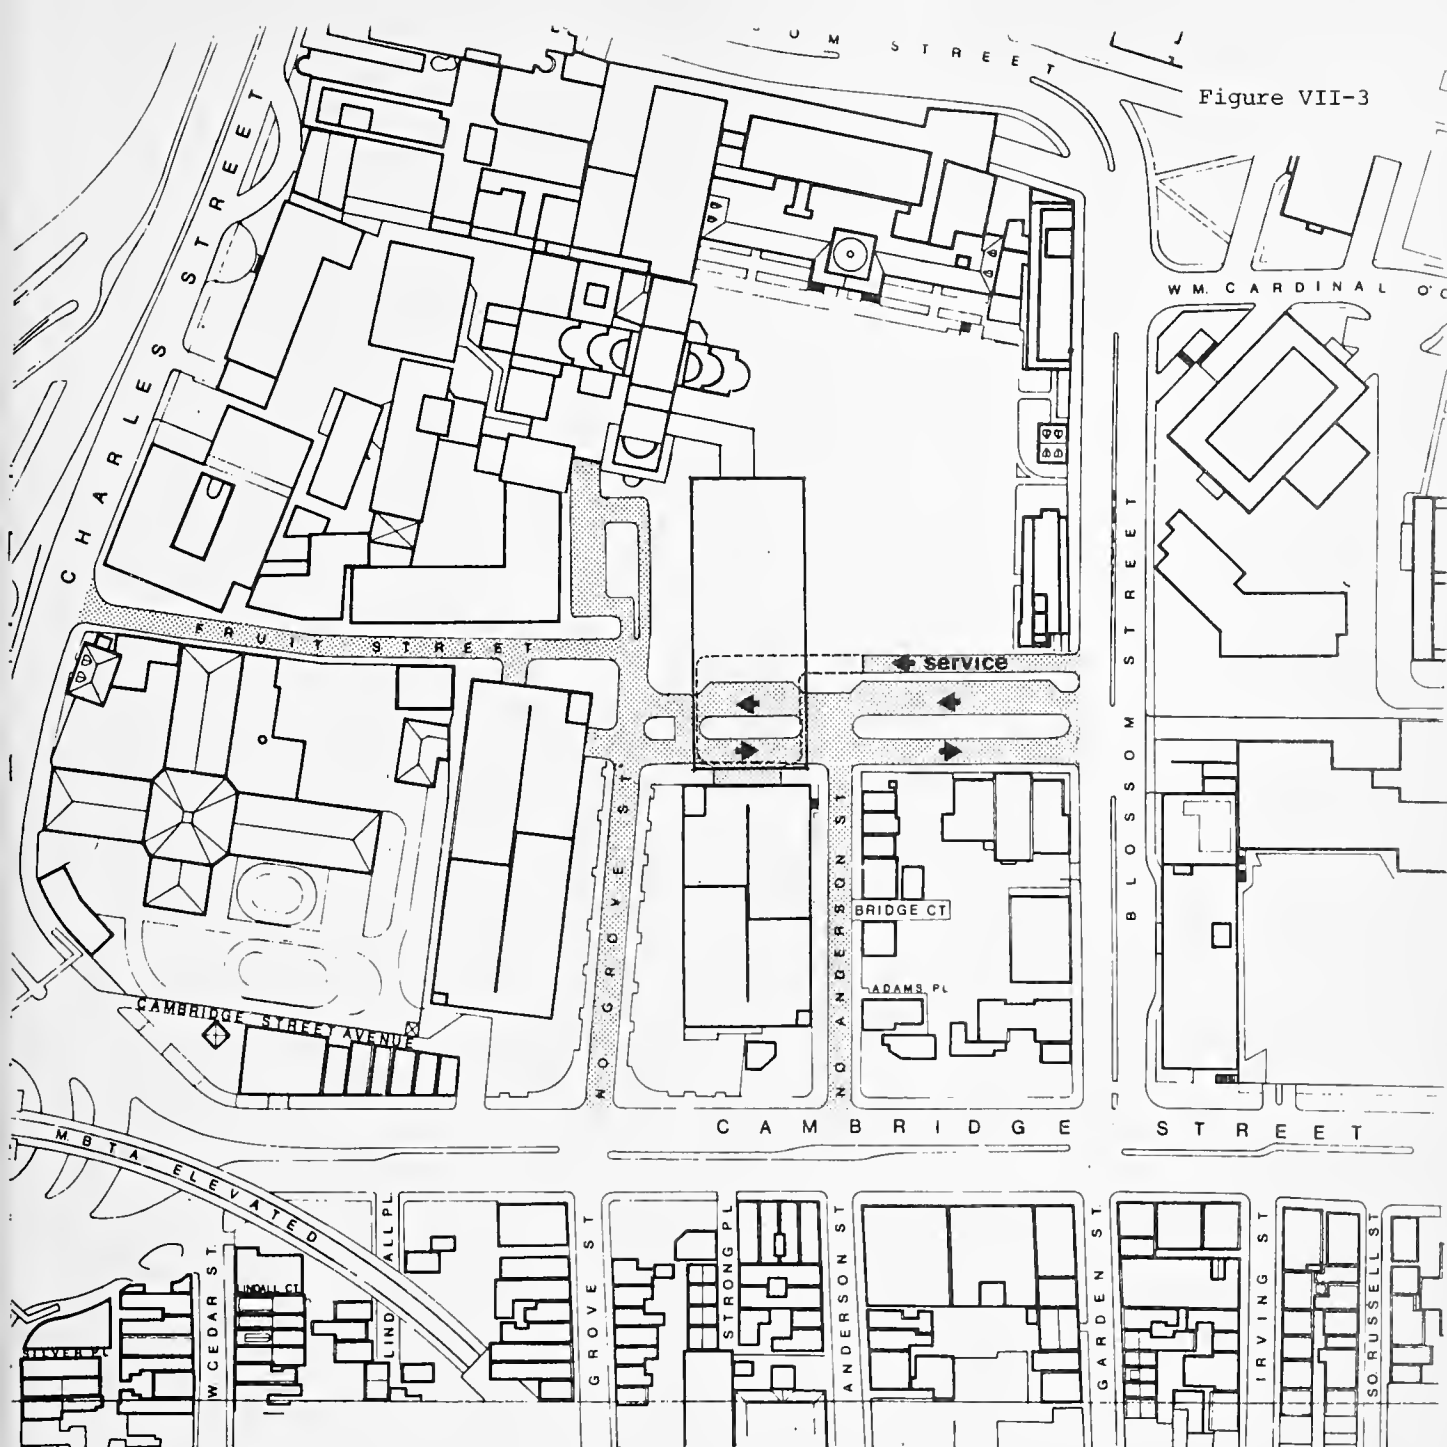 STREET
Figure VII-3
CHARLES STREET
WM. CARDINAL O'C
FRUIT STREET
service
BLOSSOM STREET
NO GROVE ST
NO ANDERSON ST
BRIDGE CT
ADAMS PL
CAMBRIDGE STREET AVENUE
CAMBRIDGE STREET
MBTA ELEVATED
W. CEDAR ST.
LINDALL PL.
GROVE ST
STRONG PL
ANDERSON ST
GARDEN ST.
IRVING ST
SO. RUSSELL ST